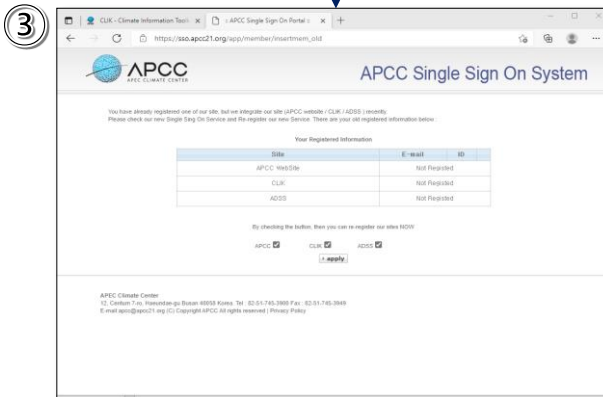 3
CLIK - Climate Information Toolk
: APCC Single Sign On Portal :
https://sso.apcc21.org/app/member/insertmem_old
APCC
APEC CLIMATE CENTER
APCC Single Sign On System
You have already registered one of our site, but we integrate our site (APCC website / CLIK / ADSS ) recently.
Please check our new Single Sing On Service and Re-register our new Service. There are your old registered information below.
Your Registered Information
Site E-mail ID
APCC WebSite Not Registed
CLIK Not Registed
ADSS Not Registed
By checking the button, then you can re-register our sites NOW.
APCC CLIK ADSS
apply
APEC Climate Center
12, Centum 7-ro, Haeundae-gu Busan 48058 Korea Tel : 82-51-745-3900 Fax : 82-51-745-3949
E-mail apcc@apcc21.org (C) Copyright APCC All rights reserved | Privacy Policy